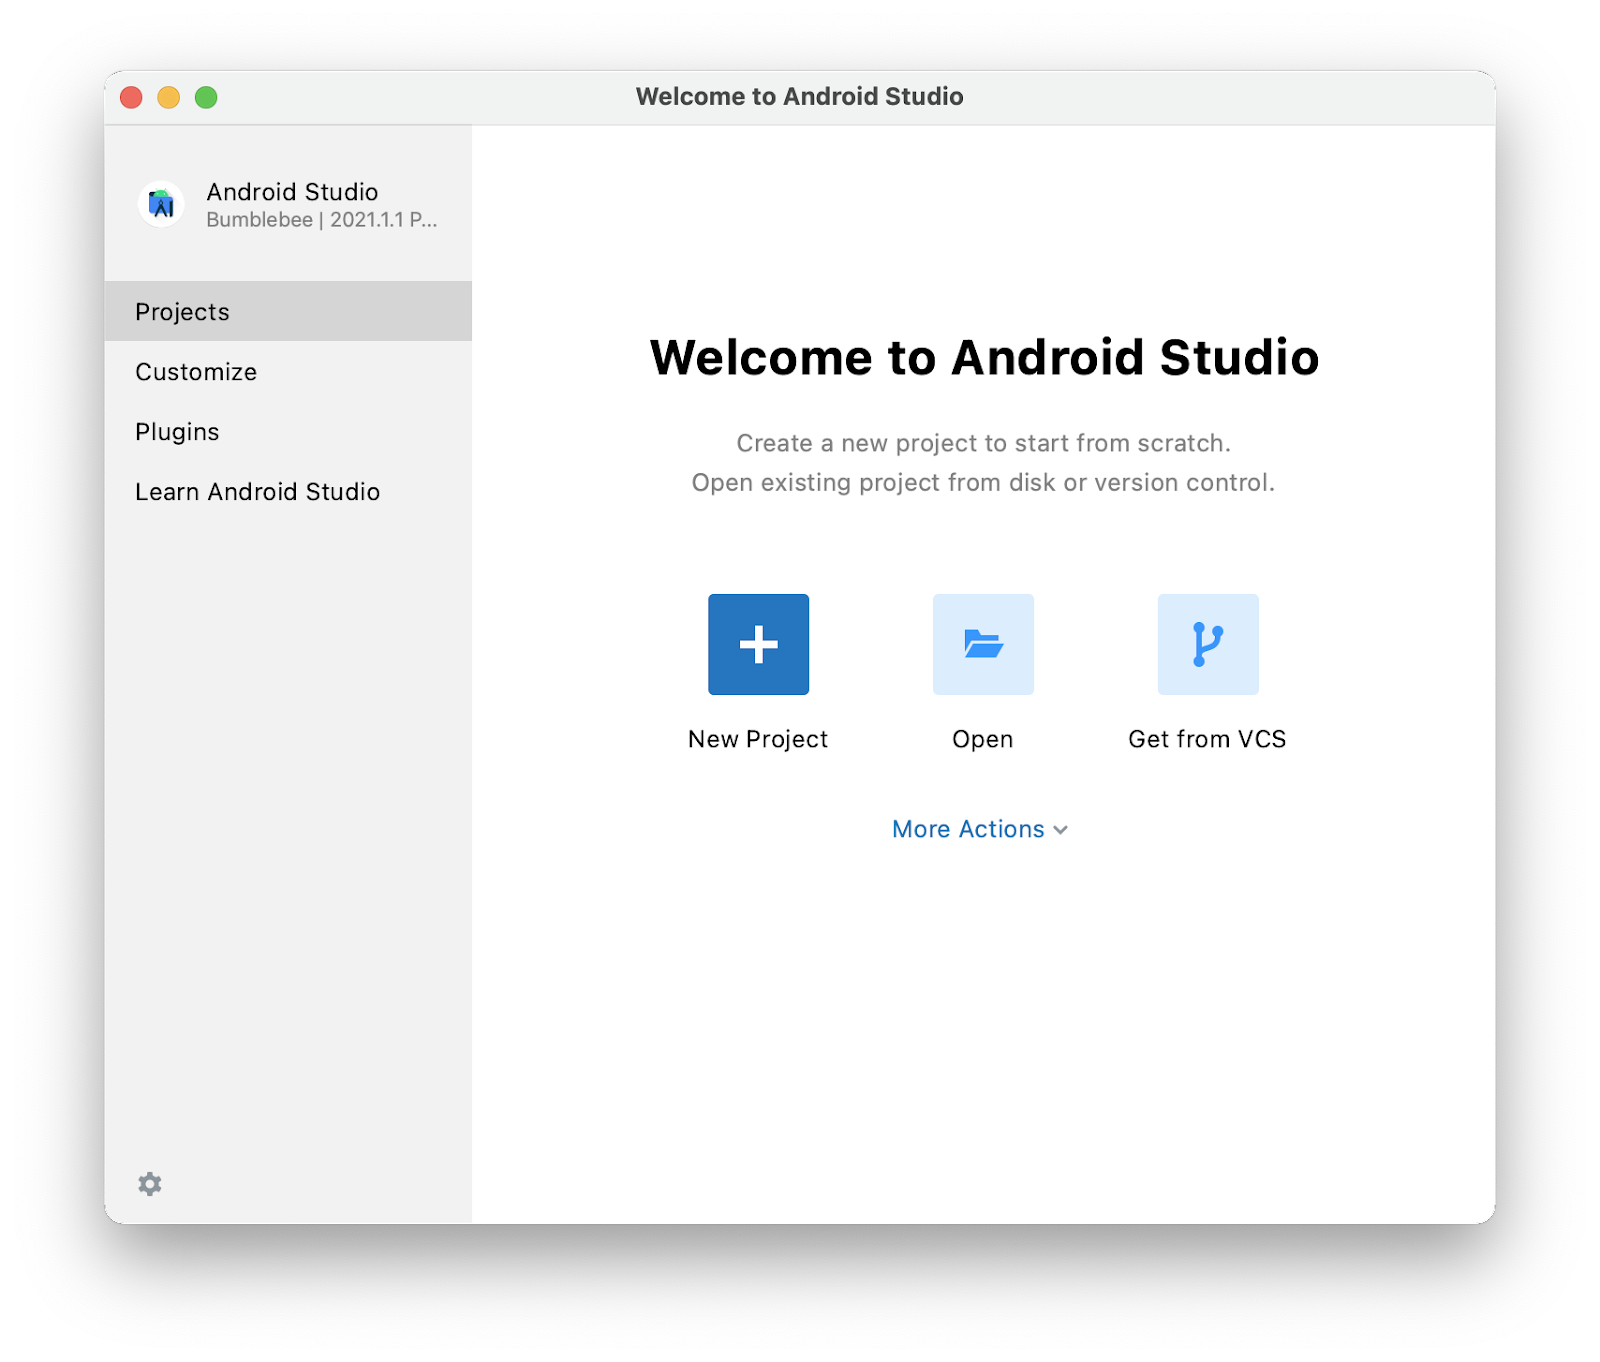 Welcome to Android Studio
Android Studio
Bumblebee | 2021.1.1 P...
Projects
Customize
Plugins
Learn Android Studio
Welcome to Android Studio
Create a new project to start from scratch.
Open existing project from disk or version control.
New Project
Open
Get from VCS
More Actions